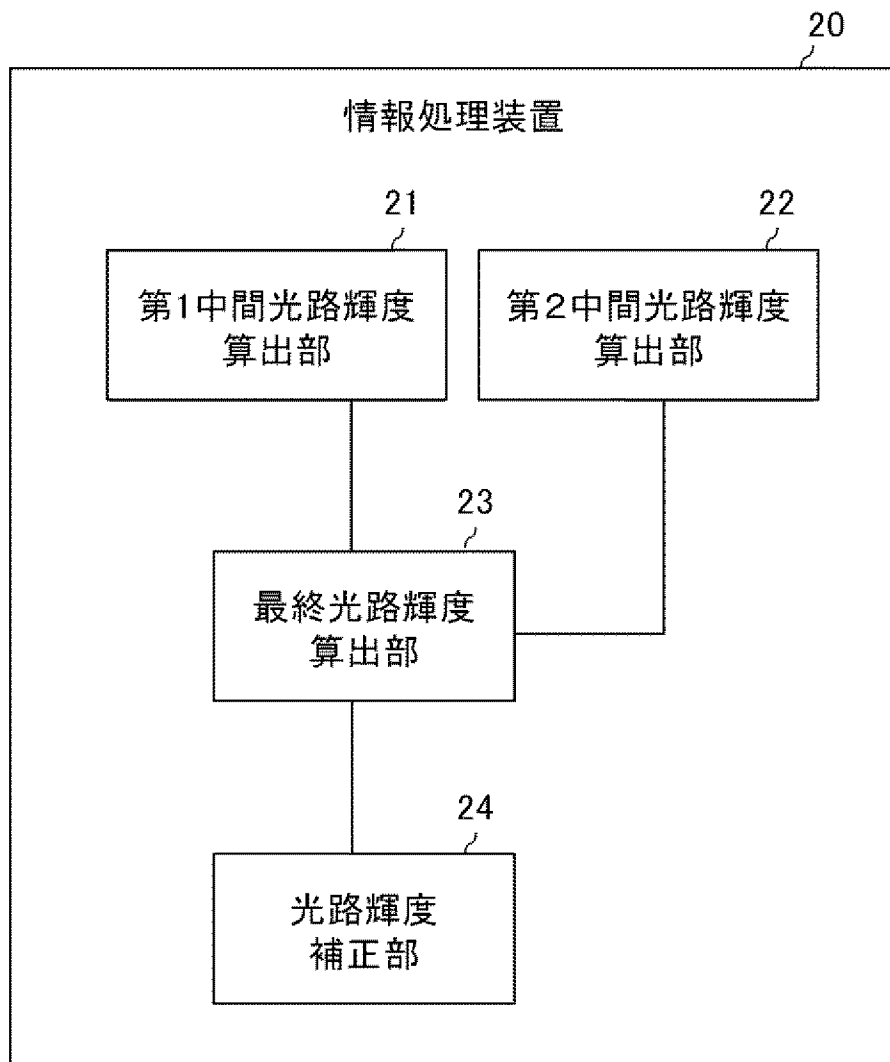 20
情報処理装置
21
22
第1中間光路輝度
算出部
第2中間光路輝度
算出部
23
最終光路輝度
算出部
24
光路輝度
補正部